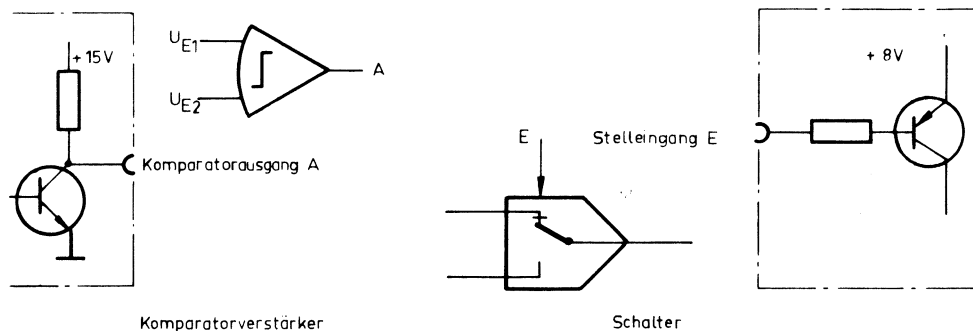 + 15V
U_E1
U_E2
A
Komparatorausgang A
E
Stelleingang E
+ 8V
Komparatorverstärker
Schalter